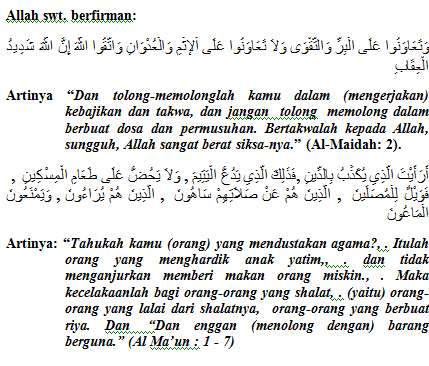 Allah swt. berfirman:
وَتَعَاوَنُوا عَلَى الْبِرِّ وَالتَّقْوَى وَلاَ تَعَاوَنُوا عَلَى اْلإِثْمِ وَالْعُدْوَانِ وَاتَّقُوا اللهَ إِنَّ اللهَ شَدِيدُ
الْعِقَابِ
Artinya “Dan tolong-memolonglah kamu dalam (mengerjakan)
kebajikan dan takwa, dan jangan tolong memolong dalam
berbuat dosa dan permusuhan. Bertakwalah kepada Allah,
sungguh, Allah sangat berat siksa-nya.” (Al-Maidah: 2).
أَرَأَيْتَ الَّذِي يُكَذِّبُ بِالدِّينِ ,فَذَلِكَ الَّذِي يَدُعُّ الْيَتِيمَ , وَلاَ يَحُضُّ عَلَى طَعَامِ الْمِسْكِينِ ,
فَوَيْلٌ لِّلْمُصَلِّينَ , الَّذِينَ هُمْ عَنْ صَلاَتِهِمْ سَاهُونَ , الَّذِينَ هُمْ يُرَاءُونَ , وَيَمْنَعُونَ
الْمَاعُونَ
Artinya: “Tahukah kamu (orang) yang mendustakan agama?, . Itulah
orang yang menghardik anak yatim,, . dan tidak
menganjurkan memberi makan orang miskin., . Maka
kecelakaanlah bagi orang-orang yang shalat, . (yaitu) orang-
orang yang lalai dari shalatnya, orang-orang yang berbuat
riya. Dan “Dan enggan (menolong dengan) barang
berguna.” (Al Ma’un : 1 - 7)